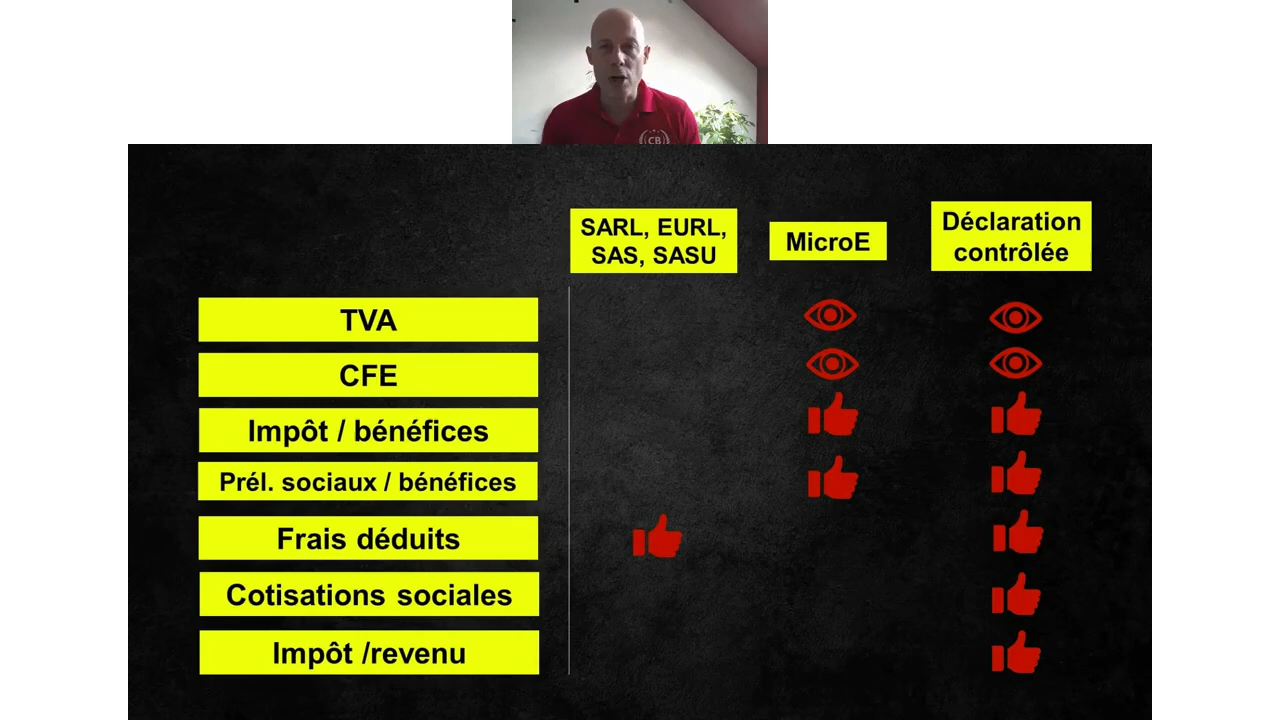 CB
SARL, EURL,
SAS, SASU
MicroE
Déclaration
contrôlée
TVA
CFE
Impôt / bénéfices
Prél. sociaux / bénéfices
Frais déduits
Cotisations sociales
Impôt /revenu